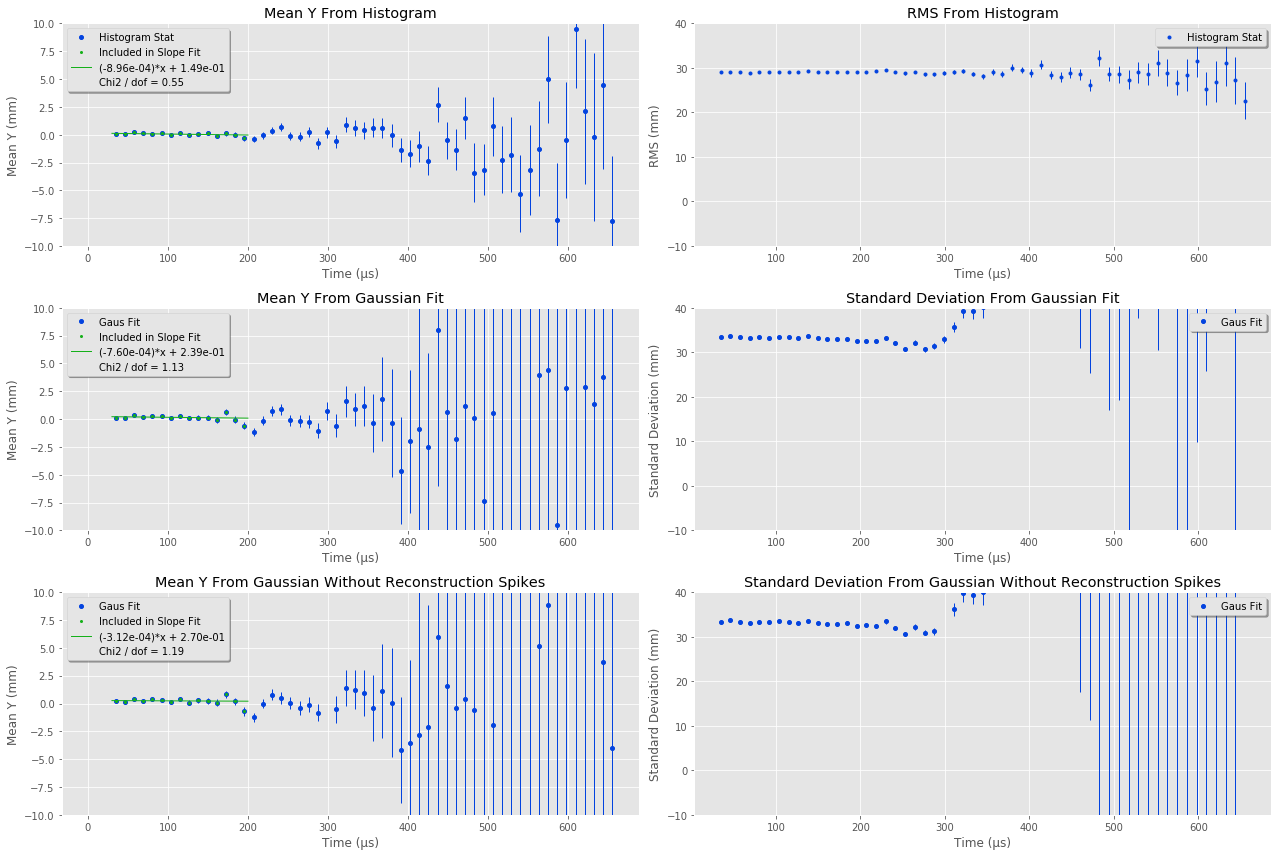 Mean Y From Histogram
10.0
7.5
5.0
2.5
0.0
−2.5
−5.0
−7.5
−10.0
Mean Y (mm)
Histogram Stat
Included in Slope Fit
(-8.96e-04)*x + 1.49e-01
Chi2 / dof = 0.55
0 100 200 300 400 500 600
Time (μs)
RMS From Histogram
40
30
20
10
0
−10
RMS (mm)
Histogram Stat
100 200 300 400 500 600
Time (μs)
Mean Y From Gaussian Fit
10.0
7.5
5.0
2.5
0.0
−2.5
−5.0
−7.5
−10.0
Mean Y (mm)
Gaus Fit
Included in Slope Fit
(-7.60e-04)*x + 2.39e-01
Chi2 / dof = 1.13
0 100 200 300 400 500 600
Time (μs)
Standard Deviation From Gaussian Fit
40
30
20
10
0
−10
Standard Deviation (mm)
Gaus Fit
100 200 300 400 500 600
Time (μs)
Mean Y From Gaussian Without Reconstruction Spikes
10.0
7.5
5.0
2.5
0.0
−2.5
−5.0
−7.5
−10.0
Mean Y (mm)
Gaus Fit
Included in Slope Fit
(-3.12e-04)*x + 2.70e-01
Chi2 / dof = 1.19
0 100 200 300 400 500 600
Time (μs)
Standard Deviation From Gaussian Without Reconstruction Spikes
40
30
20
10
0
−10
Standard Deviation (mm)
Gaus Fit
100 200 300 400 500 600
Time (μs)